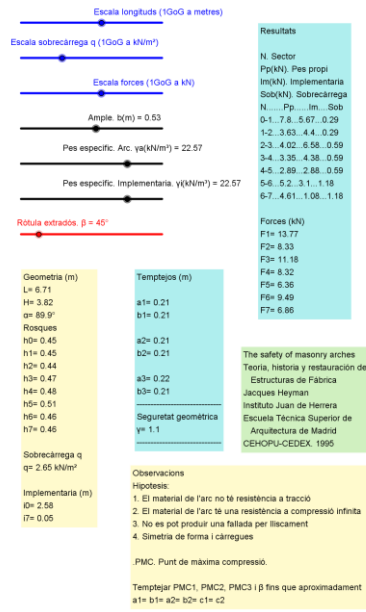 Escala longituds (1GoG a metres)
Escala sobrecàrrega q (1GoG a kN/m²)
Escala forces (1GoG a kN)
Ample. b(m) = 0.53
Pes específic. Arc. γa(kN/m³) = 22.57
Pes específic. Implementaria. γi(kN/m³) = 22.57
Ròtula extradós. β = 45°
Resultats
N. Sector
Pp(kN). Pes propi
Im(kN). Implementaria
Sob(kN). Sobrecàrrega
N......Pp......Im....Sob
0-1...7.8...5.67...0.29
1-2...3.63...4.4...0.29
2-3...4.02...6.58...0.59
3-4...3.35...4.38...0.59
4-5...2.89...2.88...0.59
5-6...5.2...3.1...1.18
6-7...4.61...1.08...1.18
Forces (kN)
F1= 13.77
F2= 8.33
F3= 11.18
F4= 8.32
F5= 6.36
F6= 9.49
F7= 6.86
Geometria (m)
L= 6.71
H= 3.82
α= 89.9°
Rosques
h0= 0.45
h1= 0.45
h2= 0.44
h3= 0.47
h4= 0.48
h5= 0.51
h6= 0.46
h7= 0.46
Sobrecàrrega q
q= 2.65 kN/m²
Implementaria (m)
i0= 2.58
i7= 0.05
Temptejos (m)
a1= 0.21
b1= 0.21
a2= 0.21
b2= 0.21
a3= 0.22
b3= 0.21
Seguretat geomètrica
γ= 1.1
The safety of masonry arches
Teoria, historia y restauración de
Estructuras de Fábrica
Jacques Heyman
Instituto Juan de Herrera
Escuela Técnica Superior de
Arquitectura de Madrid
CEHOPU-CEDEX. 1995
Observacions
Hipotesis:
1. El material de l'arc no té resistència a tracció
2. El material de l'arc té una resistència a compressió infinita
3. No es pot produir una fallada per lliscament
4. Simetria de forma i càrregues
.PMC. Punt de màxima compressió.
Temptejar PMC1, PMC2, PMC3 i β fins que aproximadament
a1= b1= a2= b2= c1= c2